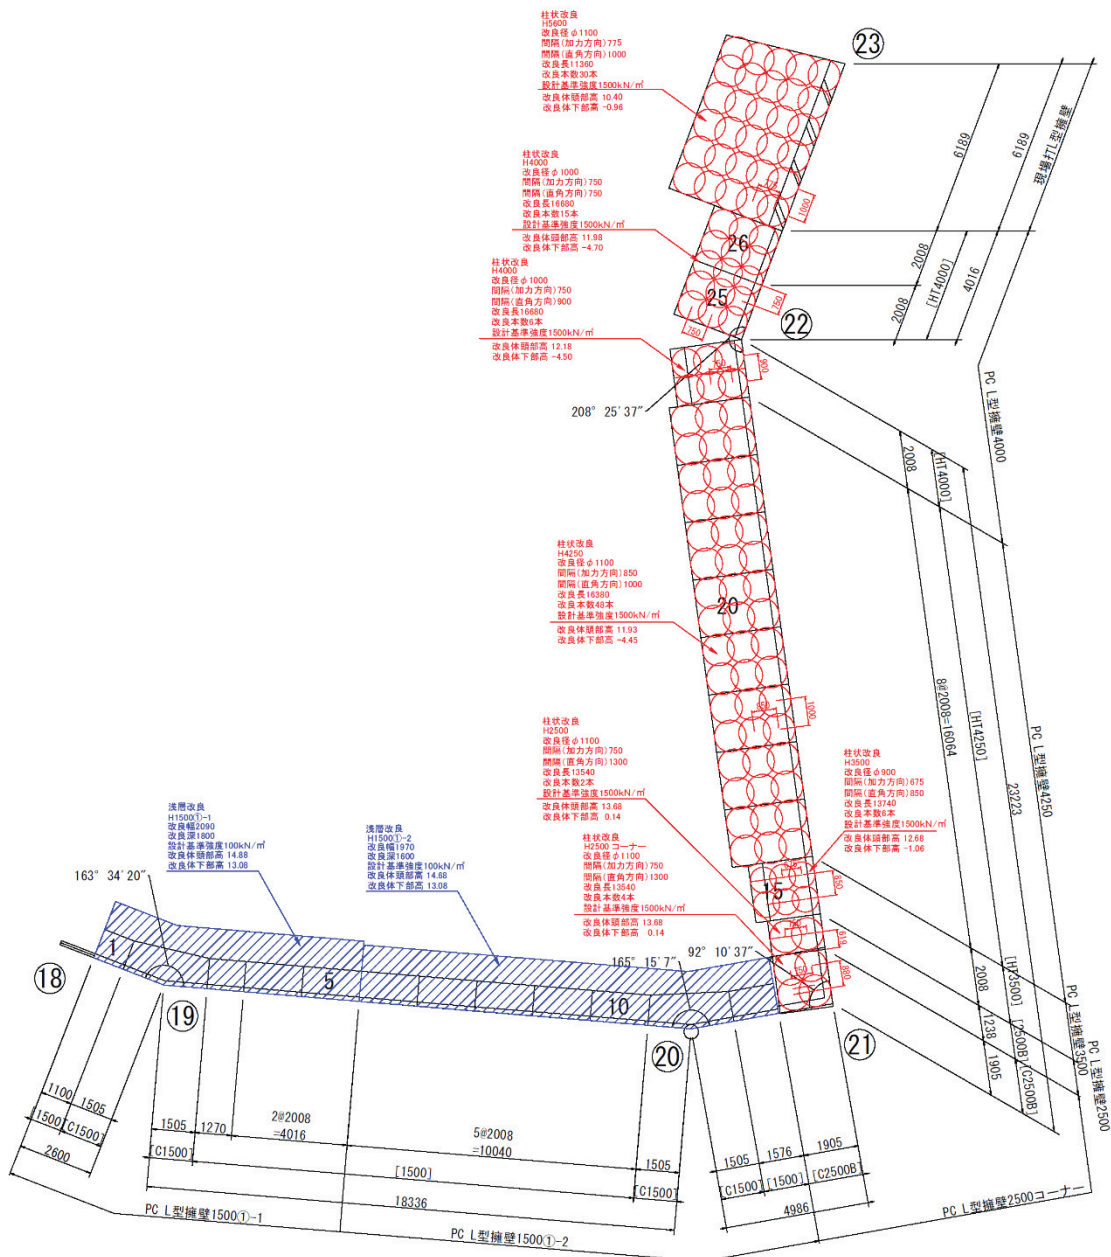 柱状改良
H5600
改良径φ1100
間隔(加力方向)775
間隔(直角方向)1000
改良長11360
改良本数30本
設計基準強度1500kN/㎡
改良体頭部高 10.40
改良体下部高 -0.96
23
6189
6189
現場打L型擁壁
775
1000
柱状改良
H4000
改良径φ1000
間隔(加力方向)750
間隔(直角方向)750
改良長16680
改良本数15本
設計基準強度1500kN/㎡
改良体頭部高 11.98
改良体下部高 -4.70
26
25
750
750
22
2008
2008
[HT4000]
4016
柱状改良
H4000
改良径φ1000
間隔(加力方向)750
間隔(直角方向)900
改良長16680
改良本数6本
設計基準強度1500kN/㎡
改良体頭部高 12.18
改良体下部高 -4.50
750
900
208° 25'37"
PC L型擁壁4000
2008
[HT4000]
柱状改良
H4250
改良径φ1100
間隔(加力方向)850
間隔(直角方向)1000
改良長16380
改良本数48本
設計基準強度1500kN/㎡
改良体頭部高 11.93
改良体下部高 -4.45
20
850
1000
8@2008=16064
[HT4250]
23223
PC L型擁壁4250
柱状改良
H2500
改良径φ1100
間隔(加力方向)750
間隔(直角方向)1300
改良長13540
改良本数2本
設計基準強度1500kN/㎡
改良体頭部高 13.68
改良体下部高 0.14
柱状改良
H3500
改良径φ900
間隔(加力方向)675
間隔(直角方向)850
改良長13740
改良本数6本
設計基準強度1500kN/㎡
改良体頭部高 12.68
改良体下部高 -1.06
柱状改良
H2500 コーナー
改良径φ1100
間隔(加力方向)750
間隔(直角方向)1300
改良長13540
改良本数4本
設計基準強度1500kN/㎡
改良体頭部高 13.68
改良体下部高 0.14
15
850
619
750
880
2008
[HT3500]
1238
[2500B]
1905
[C2500B]
PC L型擁壁3500
PC L型擁壁2500
浅層改良
H1500①-1
改良幅2090
改良深1800
設計基準強度100kN/㎡
改良体頭部高 14.88
改良体下部高 13.08
浅層改良
H1500①-2
改良幅1970
改良深1600
設計基準強度100kN/㎡
改良体頭部高 14.68
改良体下部高 13.08
163° 34'20"
165° 15'7"
92° 10'37"
1
5
10
18
19
20
21
1100
1505
[1500]
[C1500]
2600
1505
1270
2@2008
=4016
5@2008
=10040
1505
[C1500]
[1500]
[C1500]
18336
1505
1576
1905
[C1500]
[1500]
[C2500B]
4986
PC L型擁壁1500①-1
PC L型擁壁1500①-2
PC L型擁壁2500コーナー